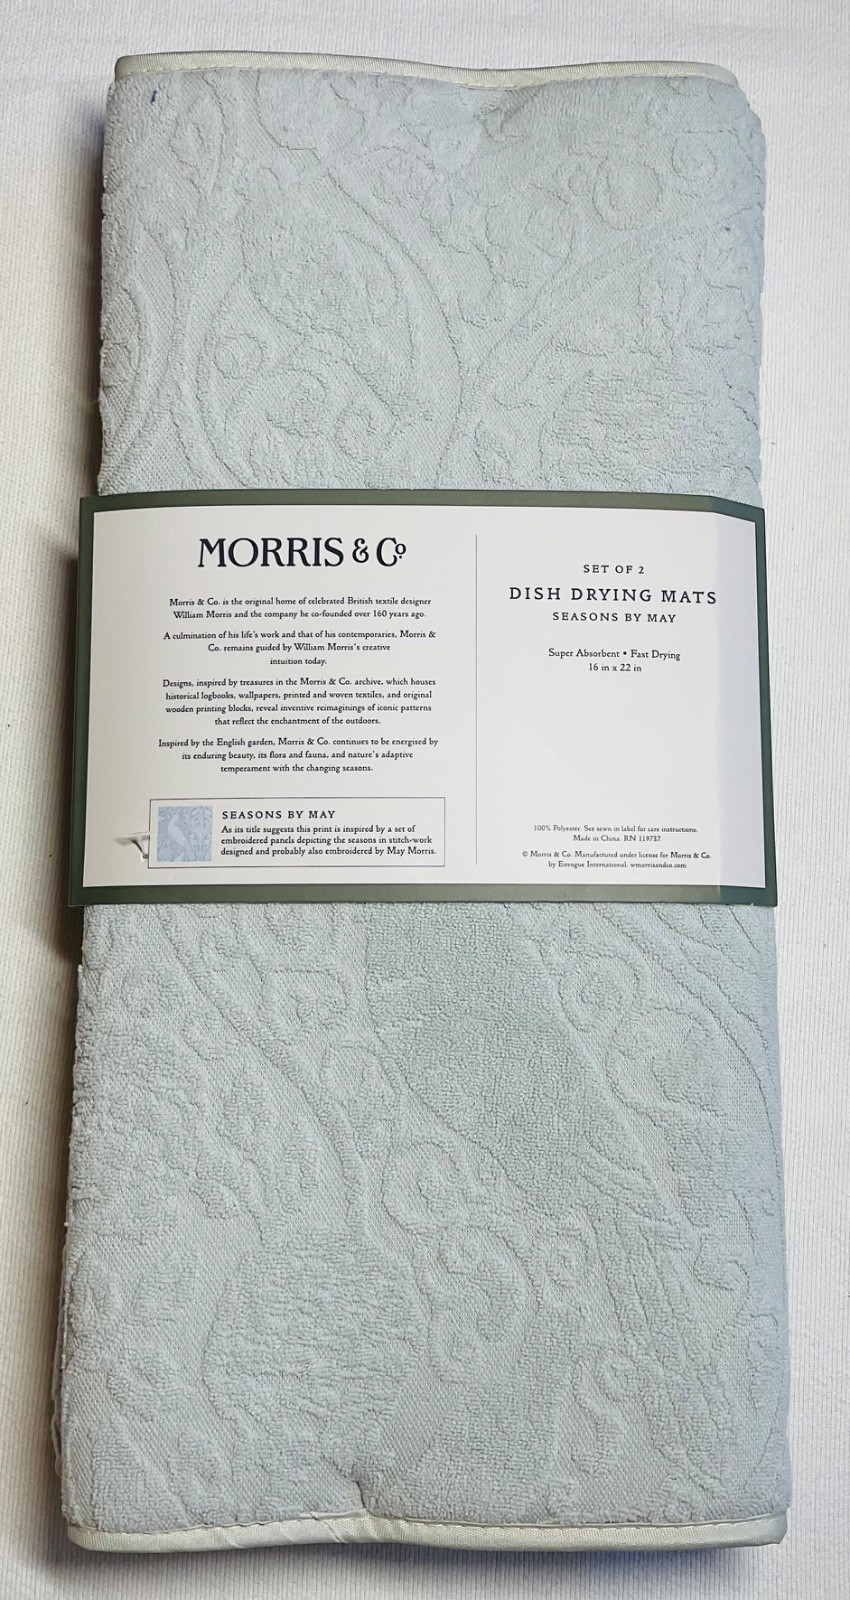 MORRIS & Co
Morris & Co. is the original home of celebrated British textile designer
William Morris and the company he co-founded over 160 years ago.
A culmination of his life's work and that of his contemporaries, Morris &
Co. remains guided by William Morris's creative
intuition today.
Designs, inspired by treasures in the Morris & Co. archive, which houses
historical logbooks, wallpapers, printed and woven textiles, and original
wooden printing blocks, reveal inventive reimaginings of iconic patterns
that reflect the enchantment of the outdoors.
Inspired by the English garden, Morris & Co. continues to be energised by
its enduring beauty, its flora and fauna, and nature's adaptive
temperament with the changing seasons.
SEASONS BY MAY
As its title suggests this print is inspired by a set of
embroidered panels depicting the seasons in stitch-work
designed and probably also embroidered by May Morris.
SET OF 2
DISH DRYING MATS
SEASONS BY MAY
Super Absorbent • Fast Drying
16 in x 22 in
100% Polyester. See sewn in label for care instructions.
Made in China. RN 119737.
© Morris & Co. Manufactured under license for Morris & Co.
by Envogue International. wmorrisandco.com